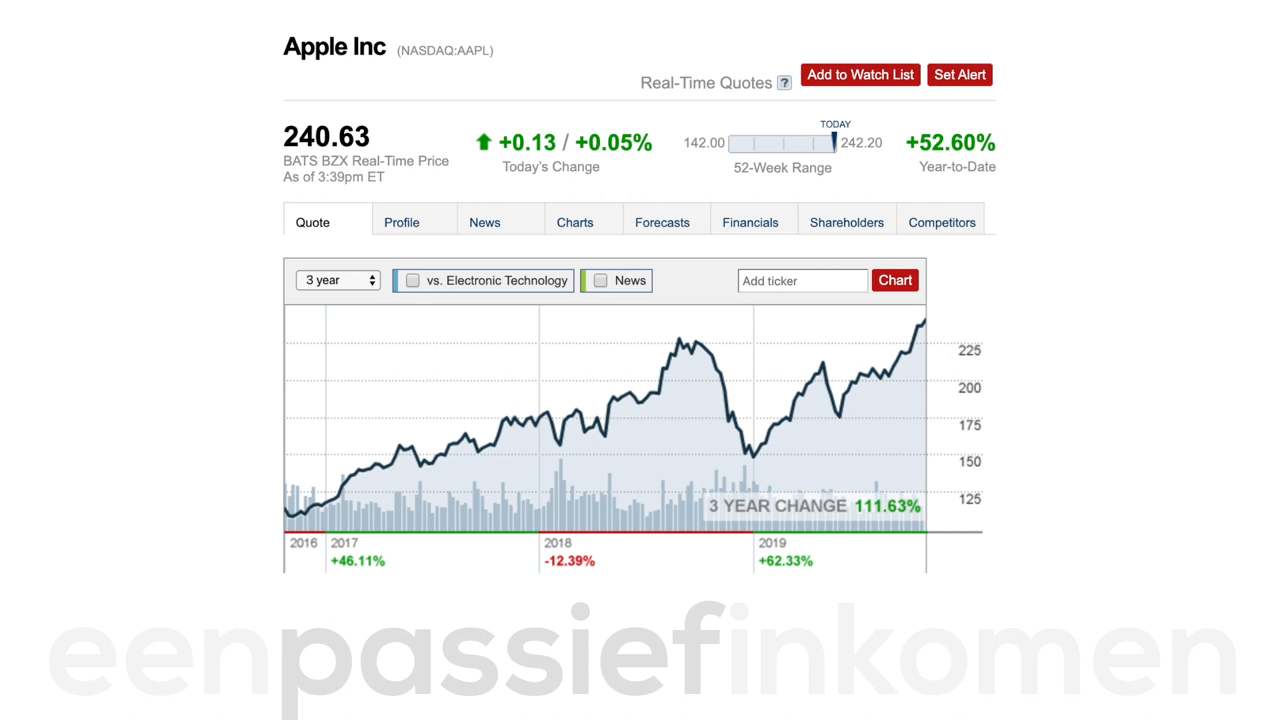 Apple Inc (NASDAQ:AAPL)
Real-Time Quotes ? Add to Watch List Set Alert
TODAY
240.63 +0.13 / +0.05% 142.00 242.20 +52.60%
BATS BZX Real-Time Price Today's Change 52-Week Range Year-to-Date
As of 3:39pm ET
Quote Profile News Charts Forecasts Financials Shareholders Competitors
3 year vs. Electronic Technology News Add ticker Chart
225
200
175
150
125
3 YEAR CHANGE 111.63%
2016 2017 2018 2019
+46.11% -12.39% +62.33%
eenpassiefinkomen